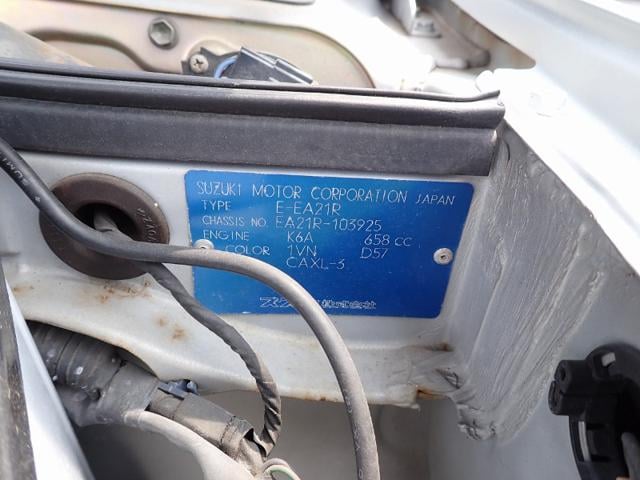 SUZUKI MOTOR CORPORATION JAPAN
TYPE E-EA21R
CHASSIS NO. EA21R-103925
ENGINE K6A 658 CC
COLOR 1VN D57
CAXL-3